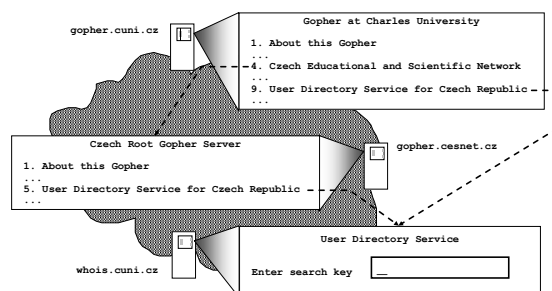 gopher.cuni.cz
Gopher at Charles University
1. About this Gopher
...
4. Czech Educational and Scientific Network
...
9. User Directory Service for Czech Republic
...
Czech Root Gopher Server
1. About this Gopher
...
5. User Directory Service for Czech Republic
...
gopher.cesnet.cz
User Directory Service
whois.cuni.cz
Enter search key